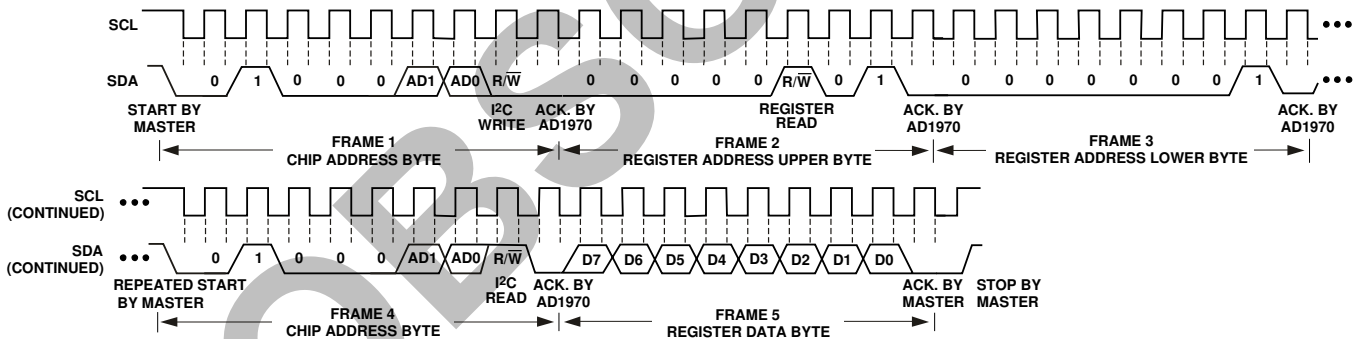 SCL
SDA 0 1 0 0 0 AD1 AD0 R/W 0 0 0 0 0 R/W 0 1 0 0 0 0 0 0 0 1
START BY MASTER
I²C WRITE
ACK. BY AD1970
REGISTER READ
ACK. BY AD1970
ACK. BY AD1970
FRAME 1
CHIP ADDRESS BYTE
FRAME 2
REGISTER ADDRESS UPPER BYTE
FRAME 3
REGISTER ADDRESS LOWER BYTE
SCL
(CONTINUED)
SDA
(CONTINUED)
0 1 0 0 0 AD1 AD0 R/W D7 D6 D5 D4 D3 D2 D1 D0
REPEATED START
BY MASTER
I²C
READ
ACK. BY
AD1970
ACK. BY
MASTER
STOP BY
MASTER
FRAME 4
CHIP ADDRESS BYTE
FRAME 5
REGISTER DATA BYTE